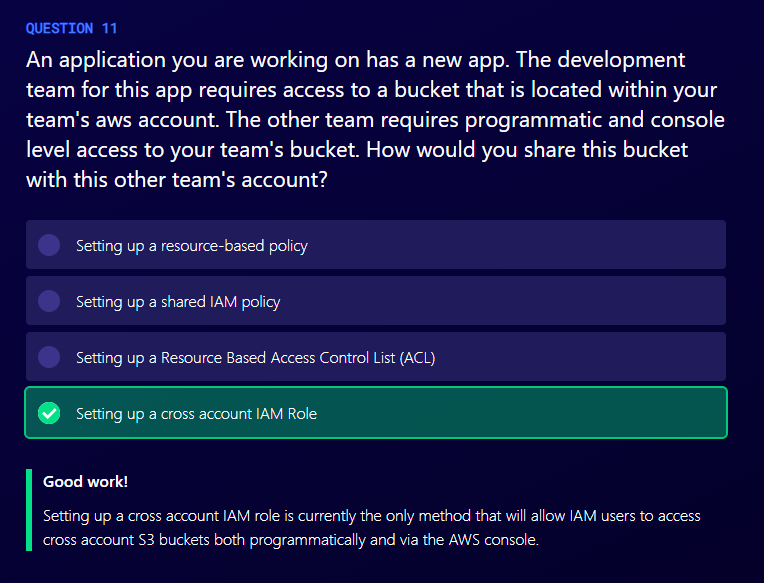 QUESTION 11
An application you are working on has a new app. The development
team for this app requires access to a bucket that is located within your
team's aws account. The other team requires programmatic and console
level access to your team's bucket. How would you share this bucket
with this other team's account?
Setting up a resource-based policy
Setting up a shared IAM policy
Setting up a Resource Based Access Control List (ACL)
Setting up a cross account IAM Role
Good work!
Setting up a cross account IAM role is currently the only method that will allow IAM users to access
cross account S3 buckets both programmatically and via the AWS console.